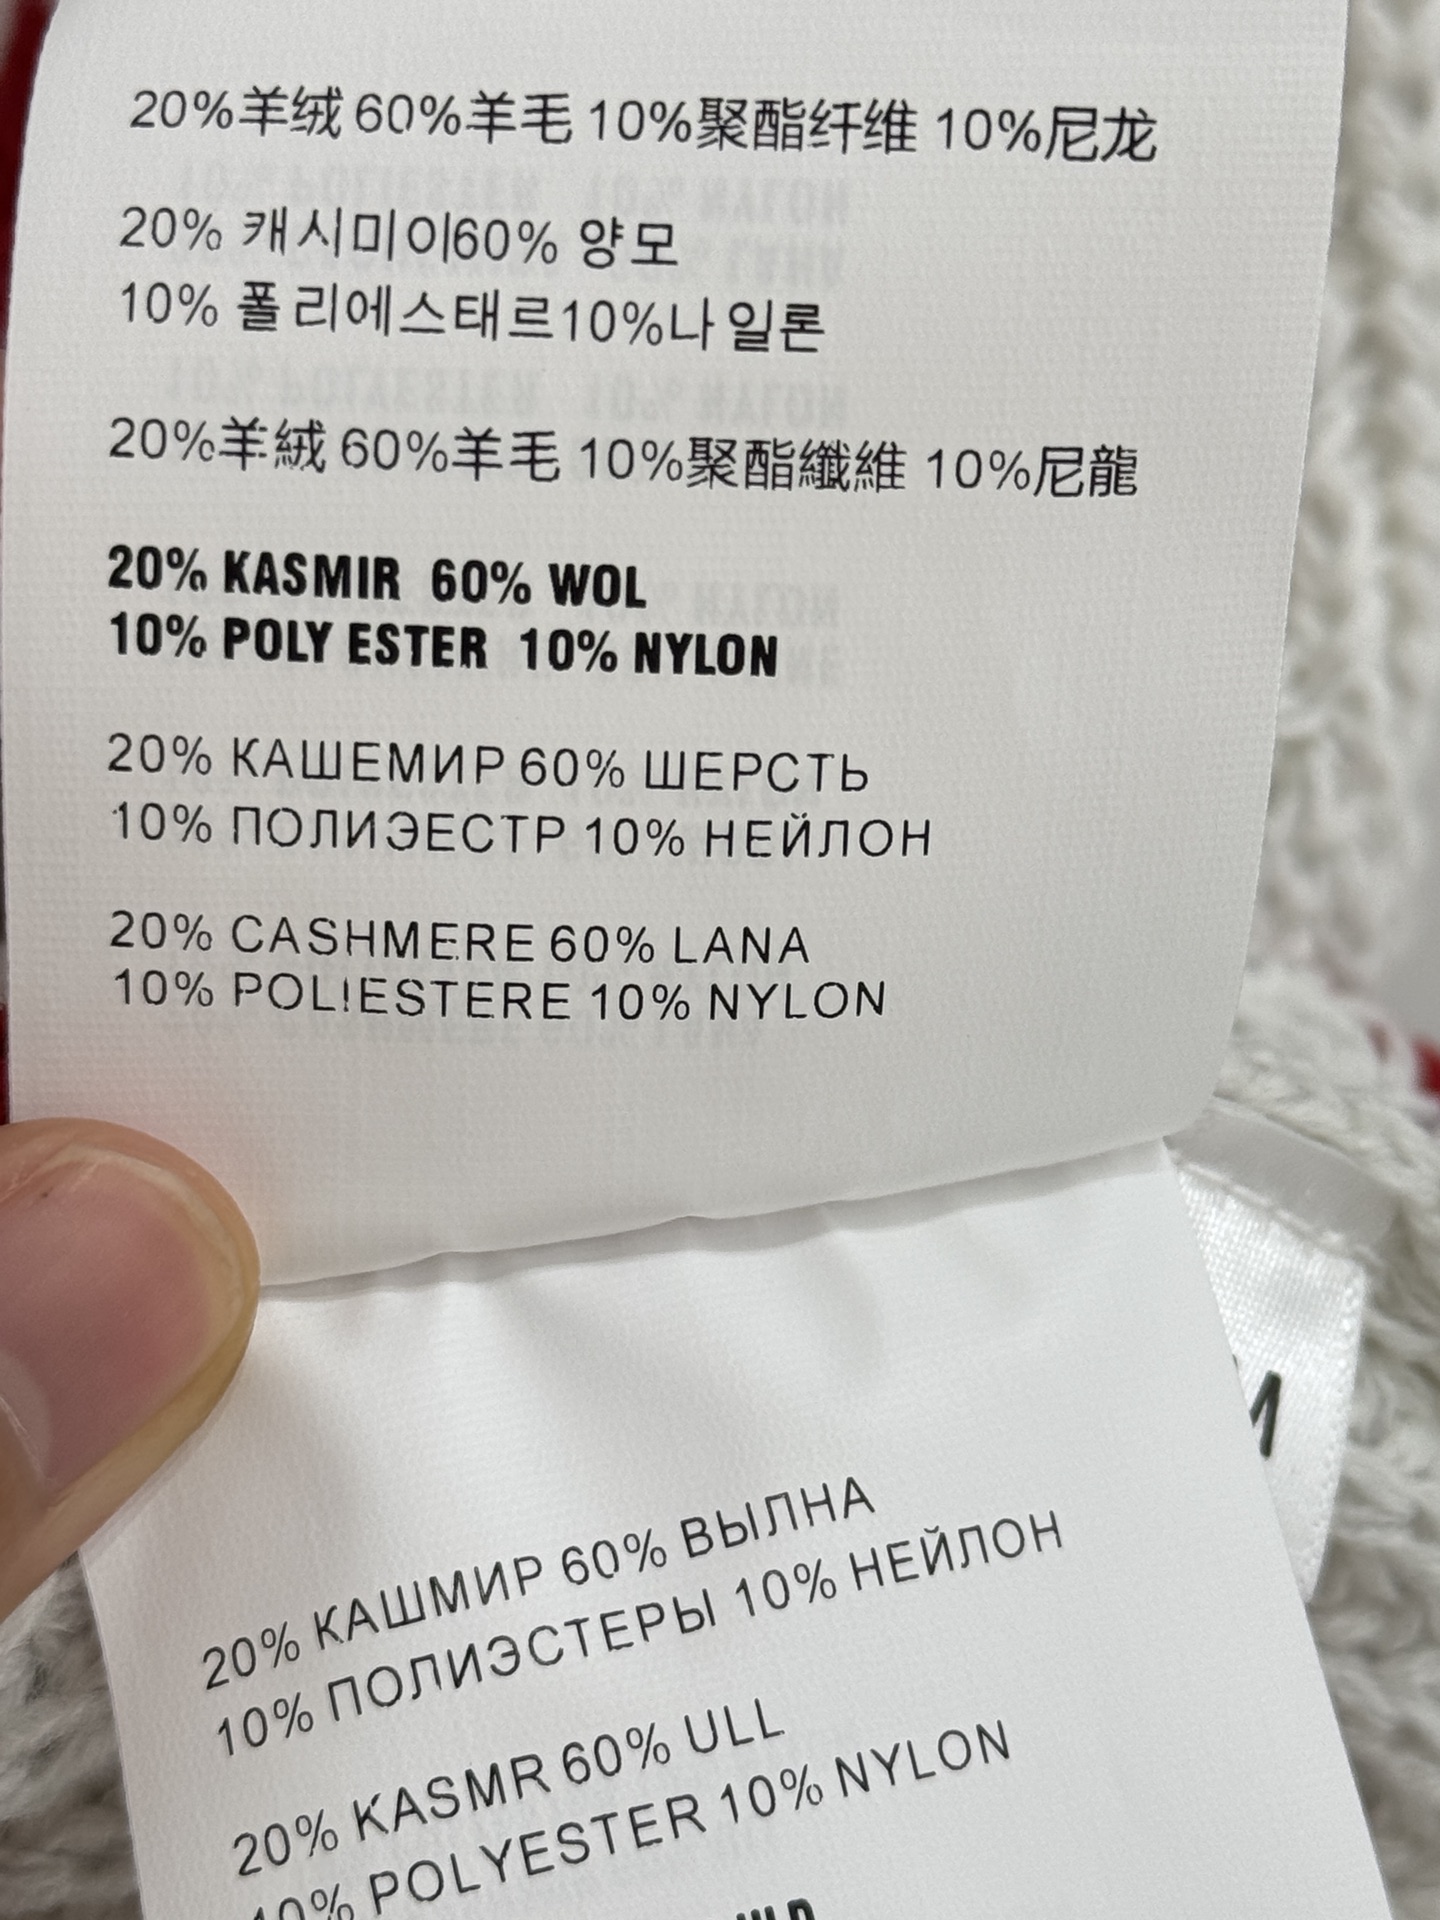 20%羊绒 60%羊毛 10%聚酯纤维 10%尼龙
20% 캐시미어60% 양모
10% 폴리에스태르10%나일론
20%羊絨 60%羊毛 10%聚酯纖維 10%尼龍
20% KASMIR 60% WOL
10% POLY ESTER 10% NYLON
20% КАШЕМИР 60% ШЕРСТЬ
10% ПОЛИЭЕСТР 10% НЕЙЛОН
20% CASHMERE 60% LANA
10% POLIESTERE 10% NYLON
M
20% КАШМИР 60% ВЫЛНА
10% ПОЛИЭСТЕРЫ 10% НЕЙЛОН
20% KASMR 60% ULL
10% POLYESTER 10% NYLON